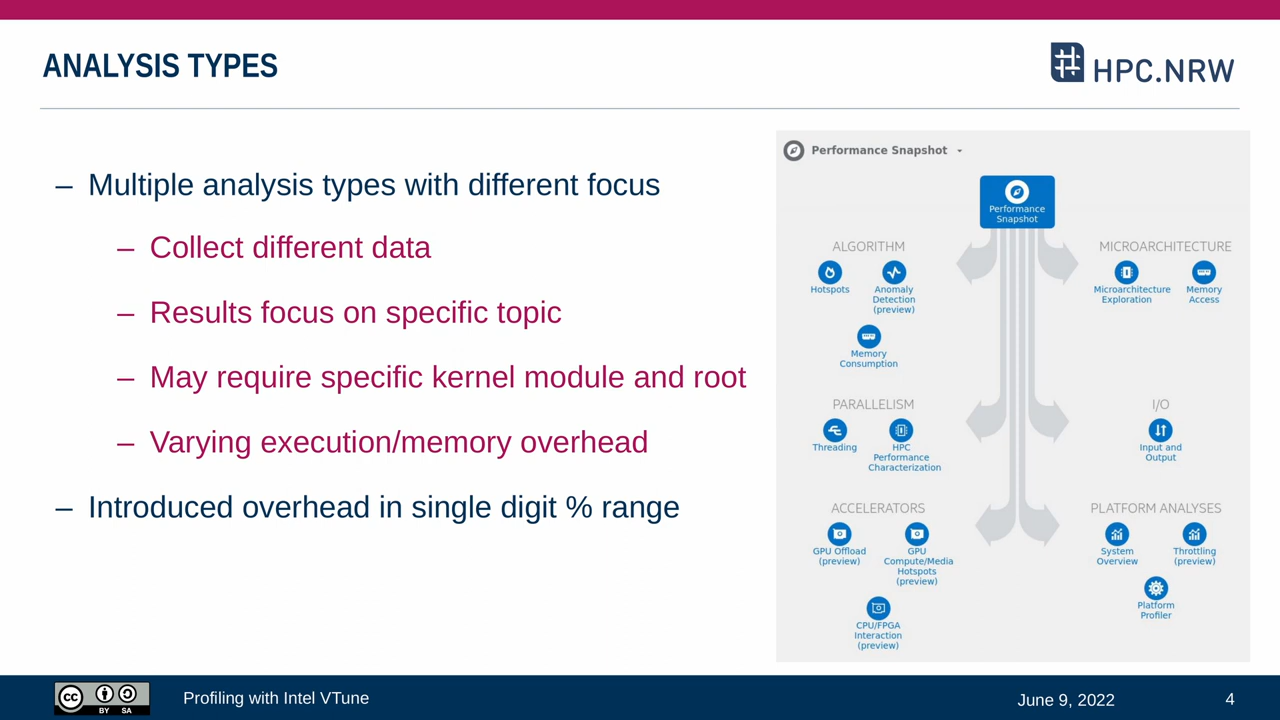 ANALYSIS TYPES
HPC.NRW
– Multiple analysis types with different focus
– Collect different data
– Results focus on specific topic
– May require specific kernel module and root
– Varying execution/memory overhead
– Introduced overhead in single digit % range
Performance Snapshot
Performance
Snapshot
ALGORITHM
Hotspots
Anomaly
Detection
(preview)
Memory
Consumption
MICROARCHITECTURE
Microarchitecture
Exploration
Memory
Access
PARALLELISM
Threading
HPC
Performance
Characterization
I/O
Input and
Output
ACCELERATORS
GPU Offload
(preview)
GPU
Compute/Media
Hotspots
(preview)
CPU/FPGA
Interaction
(preview)
PLATFORM ANALYSES
System
Overview
Throttling
(preview)
Platform
Profiler
cc
BY SA
Profiling with Intel VTune
June 9, 2022
4